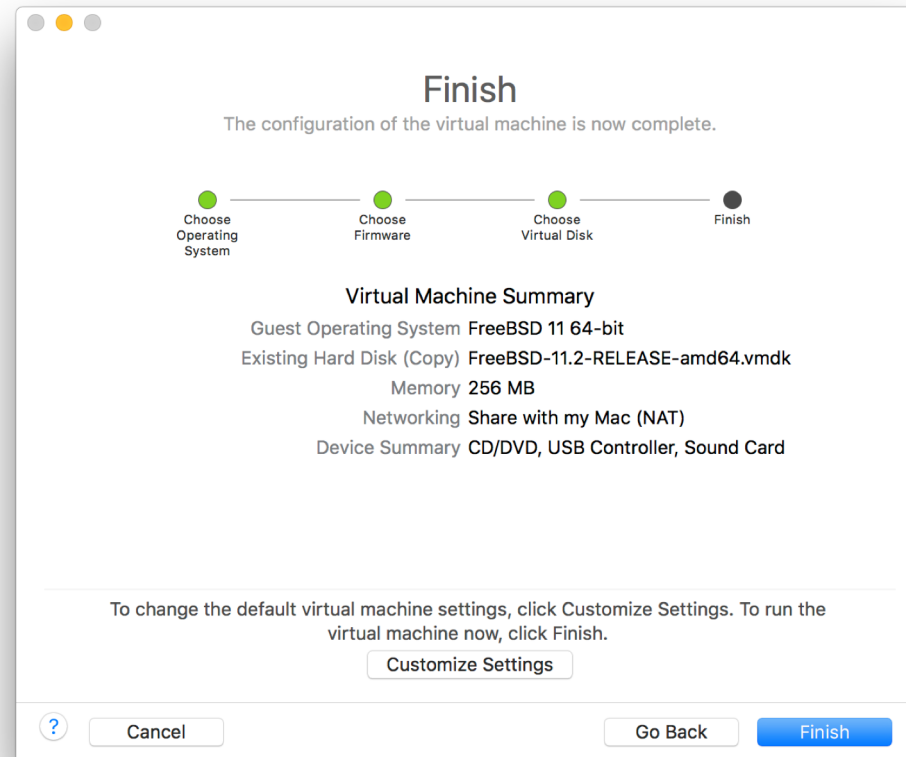 Finish
The configuration of the virtual machine is now complete.
Choose
Operating
System
Choose
Firmware
Choose
Virtual Disk
Finish
Virtual Machine Summary
Guest Operating System FreeBSD 11 64-bit
Existing Hard Disk (Copy) FreeBSD-11.2-RELEASE-amd64.vmdk
Memory 256 MB
Networking Share with my Mac (NAT)
Device Summary CD/DVD, USB Controller, Sound Card
To change the default virtual machine settings, click Customize Settings. To run the
virtual machine now, click Finish.
Customize Settings
? Cancel Go Back Finish